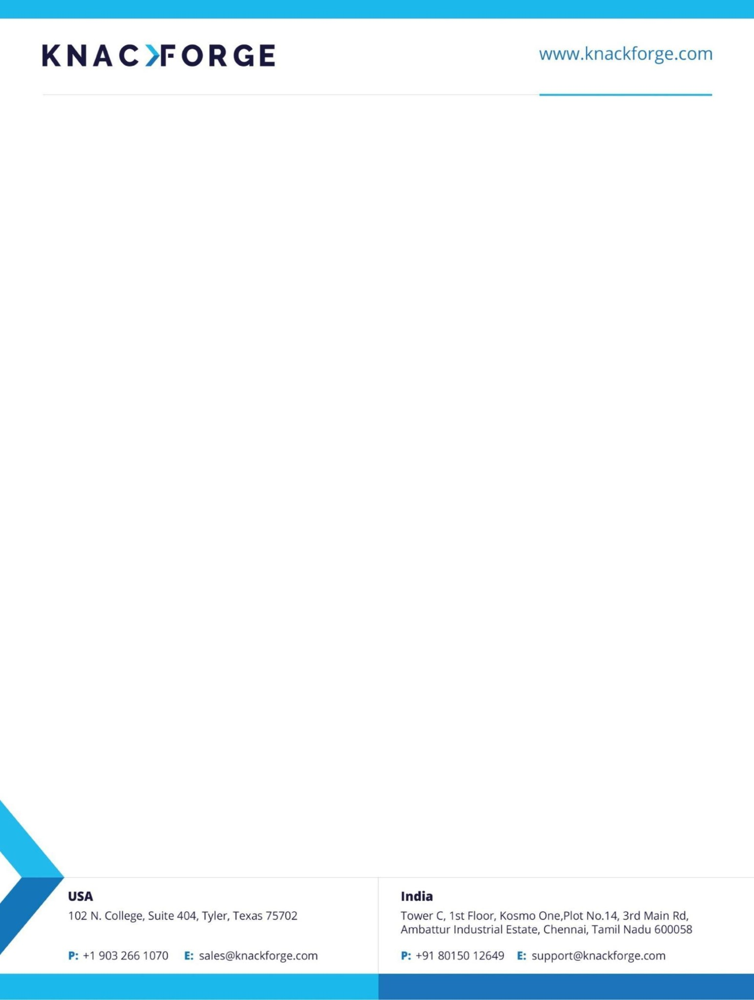 KNACKFORGE
www.knackforge.com
USA
102 N. College, Suite 404, Tyler, Texas 75702
P: +1 903 266 1070 E: sales@knackforge.com
India
Tower C, 1st Floor, Kosmo One,Plot No.14, 3rd Main Rd,
Ambattur Industrial Estate, Chennai, Tamil Nadu 600058
P: +91 80150 12649 E: support@knackforge.com